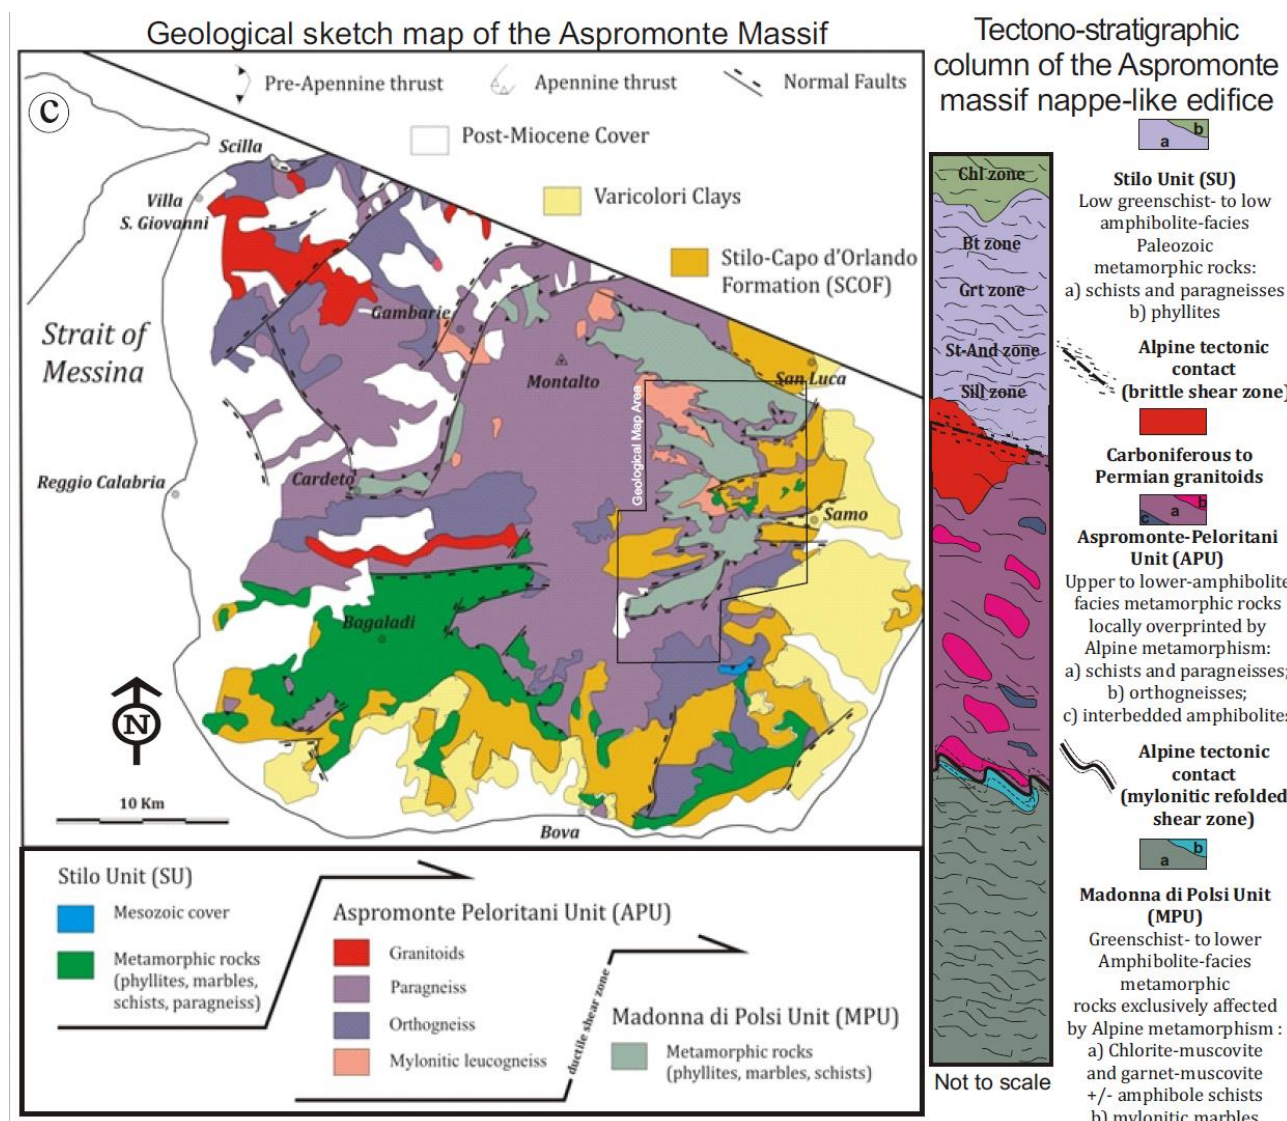 Geological sketch map of the Aspromonte Massif
C
Pre-Apennine thrust
Apennine thrust
Normal Faults
Post-Miocene Cover
Varicolori Clays
Stilo-Capo d'Orlando
Formation (SCOF)
Scilla
Villa
S. Giovanni
Strait of
Messina
Gambarie
Montalto
San Luca
Geological Map Area
Reggio Calabria
Cardeto
Samo
Bagaladi
N
10 Km
Bova
Stilo Unit (SU)
Mesozoic cover
Metamorphic rocks
(phyllites, marbles,
schists, paragneiss)
Aspromonte Peloritani Unit (APU)
Granitoids
Paragneiss
Orthogneiss
Mylonitic leucogneiss
ductile shear zone
Madonna di Polsi Unit (MPU)
Metamorphic rocks
(phyllites, marbles, schists)
Tectono-stratigraphic
column of the Aspromonte
massif nappe-like edifice
Chl zone
Bt zone
Grt zone
St-And zone
Sill zone
Not to scale
b
a
Stilo Unit (SU)
Low greenschist- to low
amphibolite-facies
Paleozoic
metamorphic rocks:
a) schists and paragneisses
b) phyllites
Alpine tectonic
contact
(brittle shear zone)
Carboniferous to
Permian granitoids
b
a
c
Aspromonte-Peloritani
Unit (APU)
Upper to lower-amphibolite
facies metamorphic rocks
locally overprinted by
Alpine metamorphism:
a) schists and paragneisses;
b) orthogneisses;
c) interbedded amphibolites
Alpine tectonic
contact
(mylonitic refolded
shear zone)
b
a
Madonna di Polsi Unit
(MPU)
Greenschist- to lower
Amphibolite-facies
metamorphic
rocks exclusively affected
by Alpine metamorphism :
a) Chlorite-muscovite
and garnet-muscovite
+/- amphibole schists
b) mylonitic marbles